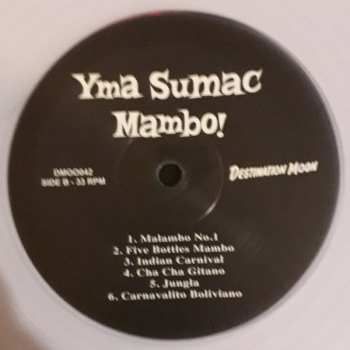 Yma Sumac
Mambo!
DMOO042
SIDE B - 33 RPM
DESTINATION MOON
1. Malambo No.1
2. Five Bottles Mambo
3. Indian Carnival
4. Cha Cha Gitano
5. Jungla
6. Carnavalito Boliviano